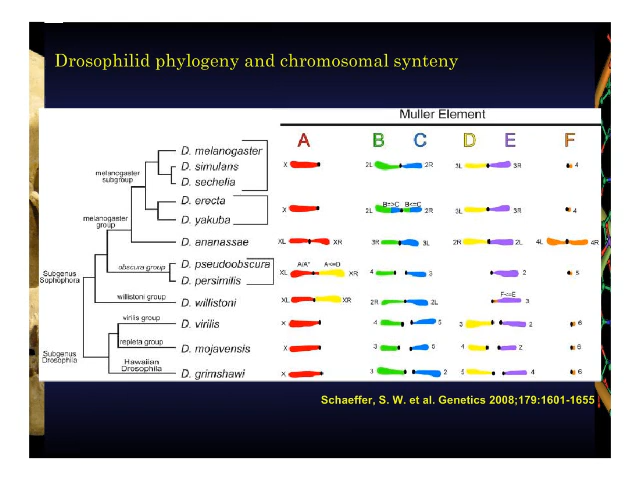 Drosophilid phylogeny and chromosomal synteny
Muller Element
A B C D E F
D. melanogaster
D. simulans X 2L 2R 3L 3R 4
D. sechelia
melanogaster subgroup
D. erecta B=>C B<=C
X 2L 2R 3L 3R 4
D. yakuba
melanogaster group
D. ananassae XL XR 3R 3L 2R 2L 4L 4R
D. pseudoobscura A/A* A<=D
obscura group XL XR 4 3 2 5
Subgenus Sophophora
D. persimilis
willistoni group D. willistoni XL XR 2R 2L F<=E 3
virilis group
D. virilis X 4 5 3 2 6
repleta group
D. mojavensis X 3 5 4 2 6
Subgenus Drosophila
Hawaiian Drosophila
D. grimshawi X 3 2 5 4 6
Schaeffer, S. W. et al. Genetics 2008;179:1601-1655